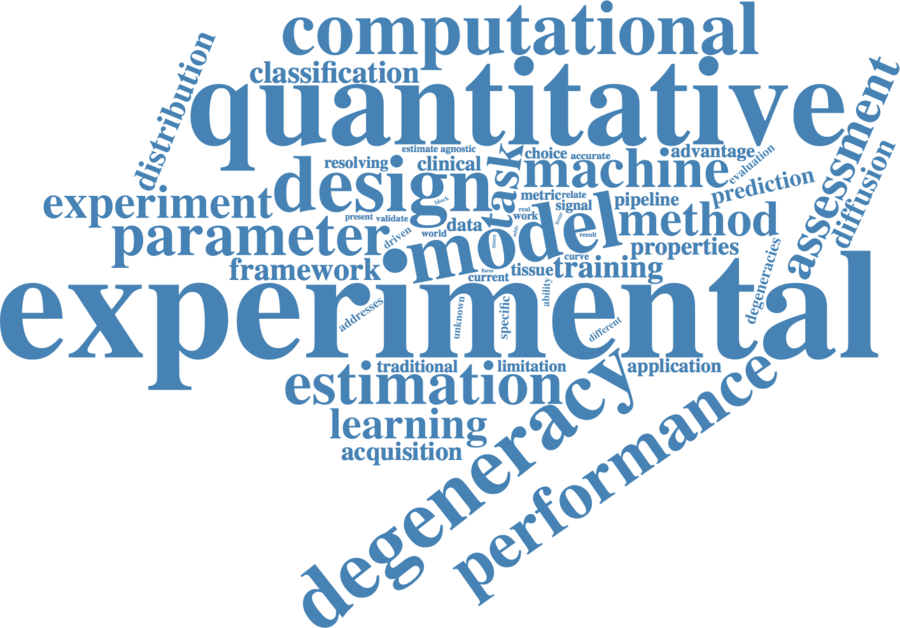 computational
classification
distribution
quantitative
estimate agnostic
choice accurate
advantage
evaluation
assessment
resolving
clinical
task
machine
prediction
diffusion
experiment
design
block
metric relate
pipeline
signal
real
work
present validate
data
world
driven
parameter
model
method
properties
result
curve
framework
form
current
tissue
training
degeneracies
experimental
addresses
unknown
specific
ability
different
traditional
limitation
application
estimation
degeneracy
performance
learning
acquisition